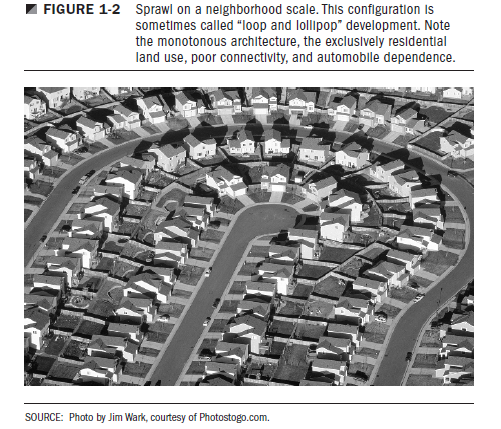 FIGURE 1-2 Sprawl on a neighborhood scale. This configuration is
sometimes called “loop and lollipop” development. Note
the monotonous architecture, the exclusively residential
land use, poor connectivity, and automobile dependence.
SOURCE: Photo by Jim Wark, courtesy of Photostogo.com.